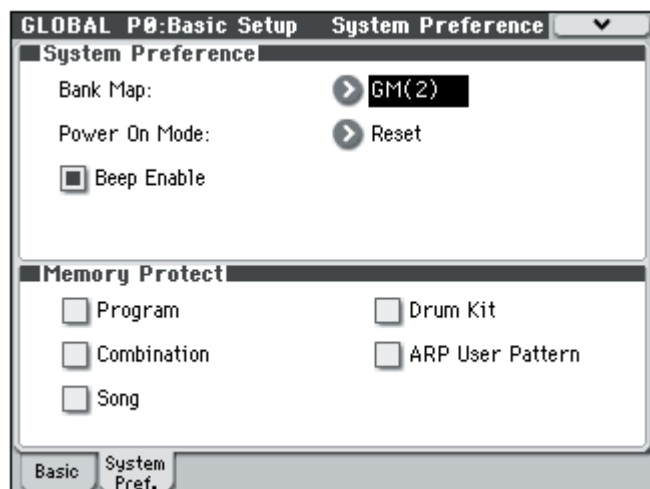 GLOBAL P0:Basic Setup System Preference
System Preference
Bank Map: GM(2)
Power On Mode: Reset
Beep Enable
Memory Protect
Program Drum Kit
Combination ARP User Pattern
Song
Basic System Pref.